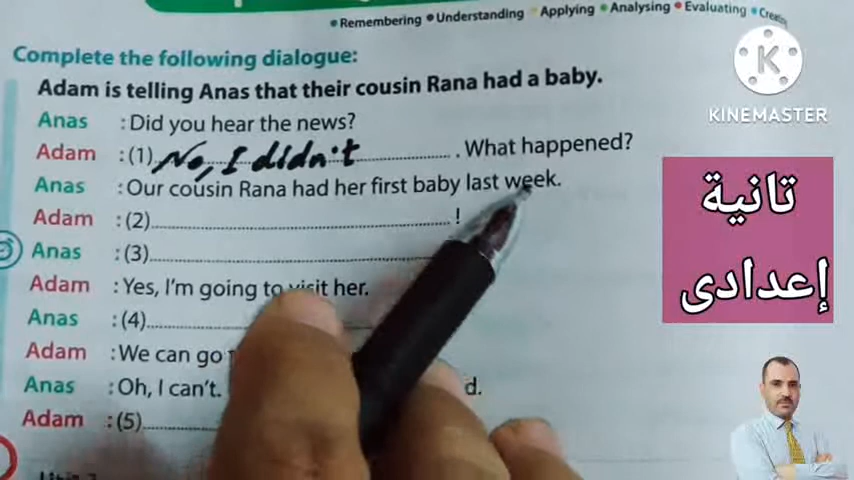 Remembering Understanding Applying Analysing Evaluating
Complete the following dialogue:
Adam is telling Anas that their cousin Rana had a baby.
Anas : Did you hear the news?
Adam : (1) No, I didn't . What happened?
Anas : Our cousin Rana had her first baby last week.
Adam : (2)........................ !
Anas : (3)........................
Adam : Yes, I'm going to visit her.
Anas : (4)........................
Adam : We can go
Anas : Oh, I can't. d.
Adam : (5)............
K
KINEMASTER
تانية
إعدادى